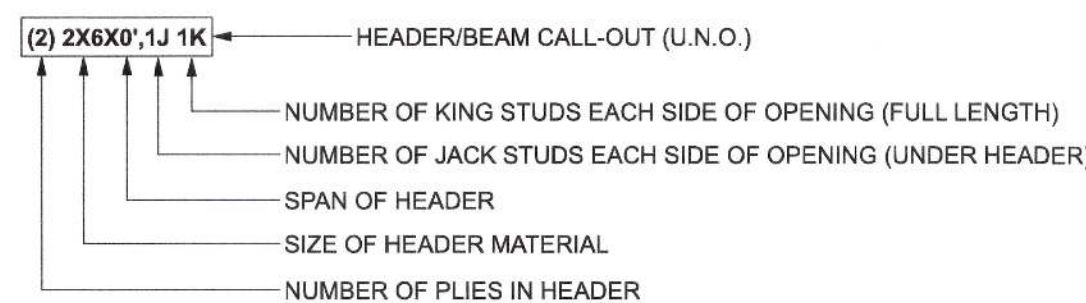 (2) 2X6X0',1J 1K
HEADER/BEAM CALL-OUT (U.N.O.)
NUMBER OF KING STUDS EACH SIDE OF OPENING (FULL LENGTH)
NUMBER OF JACK STUDS EACH SIDE OF OPENING (UNDER HEADER)
SPAN OF HEADER
SIZE OF HEADER MATERIAL
NUMBER OF PLIES IN HEADER